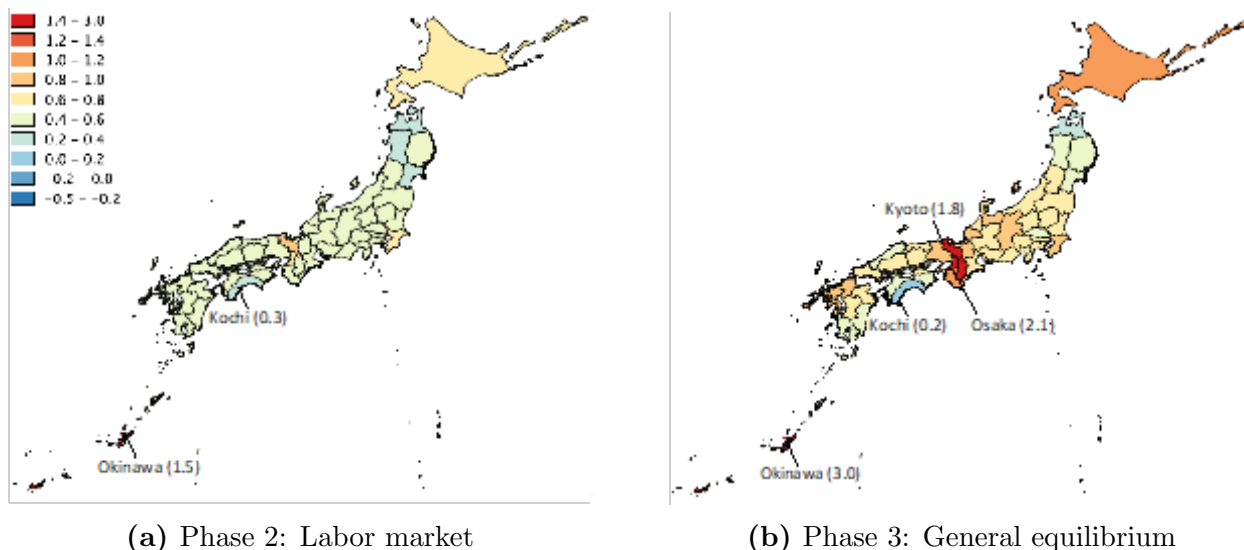 1.4 – 3.0
1.2 – 1.4
1.0 – 1.2
0.8 – 1.0
0.6 – 0.8
0.4 – 0.6
0.2 – 0.4
0.0 – 0.2
0.2 0.0
−0.5 – −0.2
Kochi (0.3)
Okinawa (1.5)
(a) Phase 2: Labor market
Kyoto (1.8)
Kochi (0.2)
Osaka (2.1)
Okinawa (3.0)
(b) Phase 3: General equilibrium